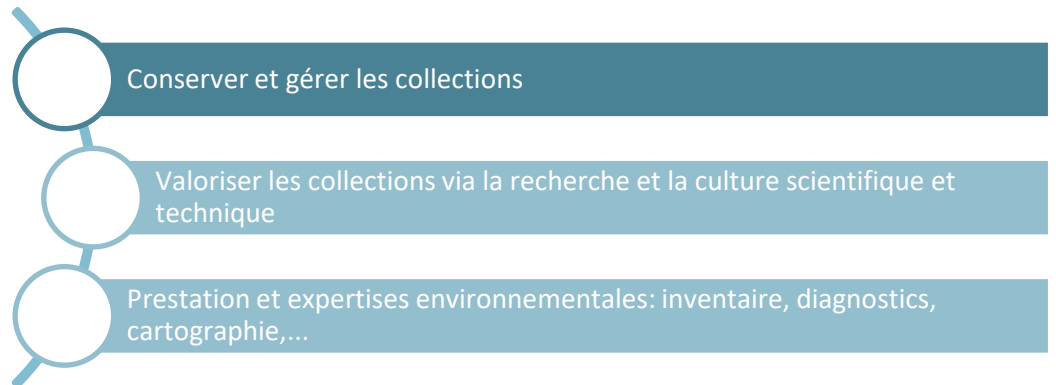 Conserver et gérer les collections
Valoriser les collections via la recherche et la culture scientifique et
technique
Prestation et expertises environnementales: inventaire, diagnostics,
cartographie,...